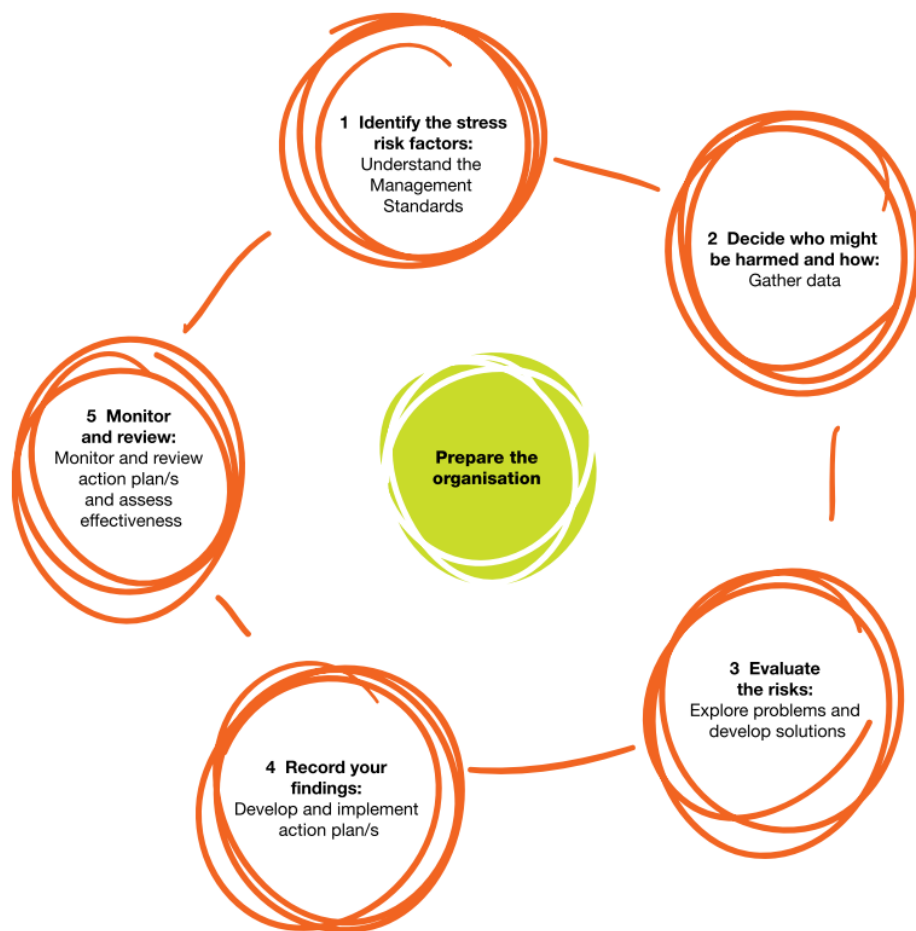 1 Identify the stress
risk factors:
Understand the
Management
Standards
2 Decide who might
be harmed and how:
Gather data
3 Evaluate
the risks:
Explore problems and
develop solutions
4 Record your
findings:
Develop and implement
action plan/s
5 Monitor
and review:
Monitor and review
action plan/s
and assess
effectiveness
Prepare the
organisation